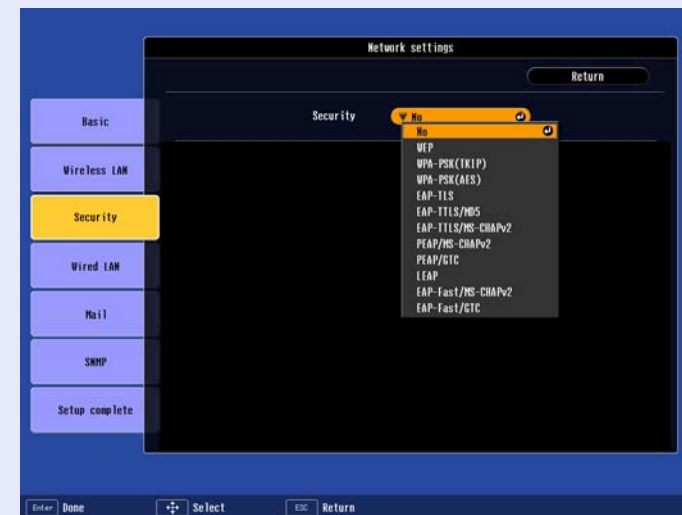 Network settings
Return
Basic
Wireless LAN
Security
Wired LAN
Mail
SNMP
Setup complete
Security
No
No
WEP
WPA-PSK(TKIP)
WPA-PSK(AES)
EAP-TLS
EAP-TTLS/MD5
EAP-TTLS/MS-CHAPv2
PEAP/MS-CHAPv2
PEAP/GTC
LEAP
EAP-Fast/MS-CHAPv2
EAP-Fast/GTC
Enter Done
Select
ESC Return